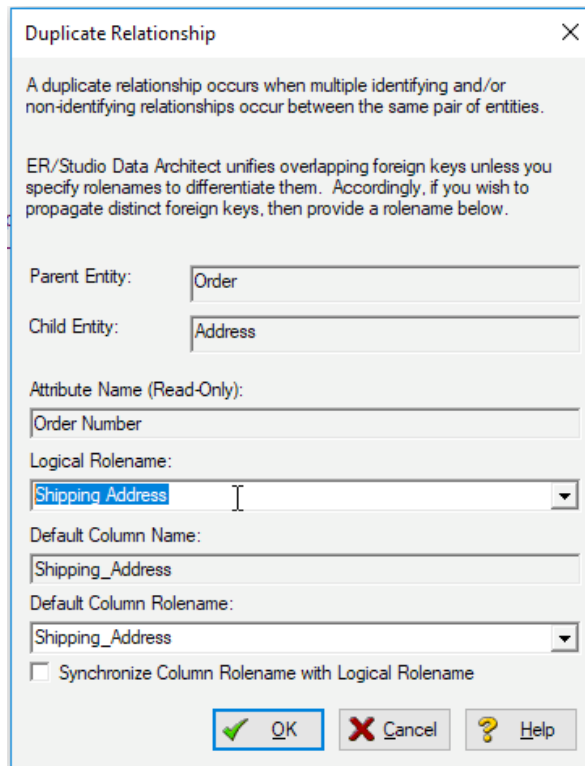 Duplicate Relationship
A duplicate relationship occurs when multiple identifying and/or
non-identifying relationships occur between the same pair of entities.
ER/Studio Data Architect unifies overlapping foreign keys unless you
specify rolenames to differentiate them. Accordingly, if you wish to
propagate distinct foreign keys, then provide a rolename below.
Parent Entity: Order
Child Entity: Address
Attribute Name (Read-Only):
Order Number
Logical Rolename:
Shipping Address
Default Column Name:
Shipping_Address
Default Column Rolename:
Shipping_Address
Synchronize Column Rolename with Logical Rolename
OK Cancel Help